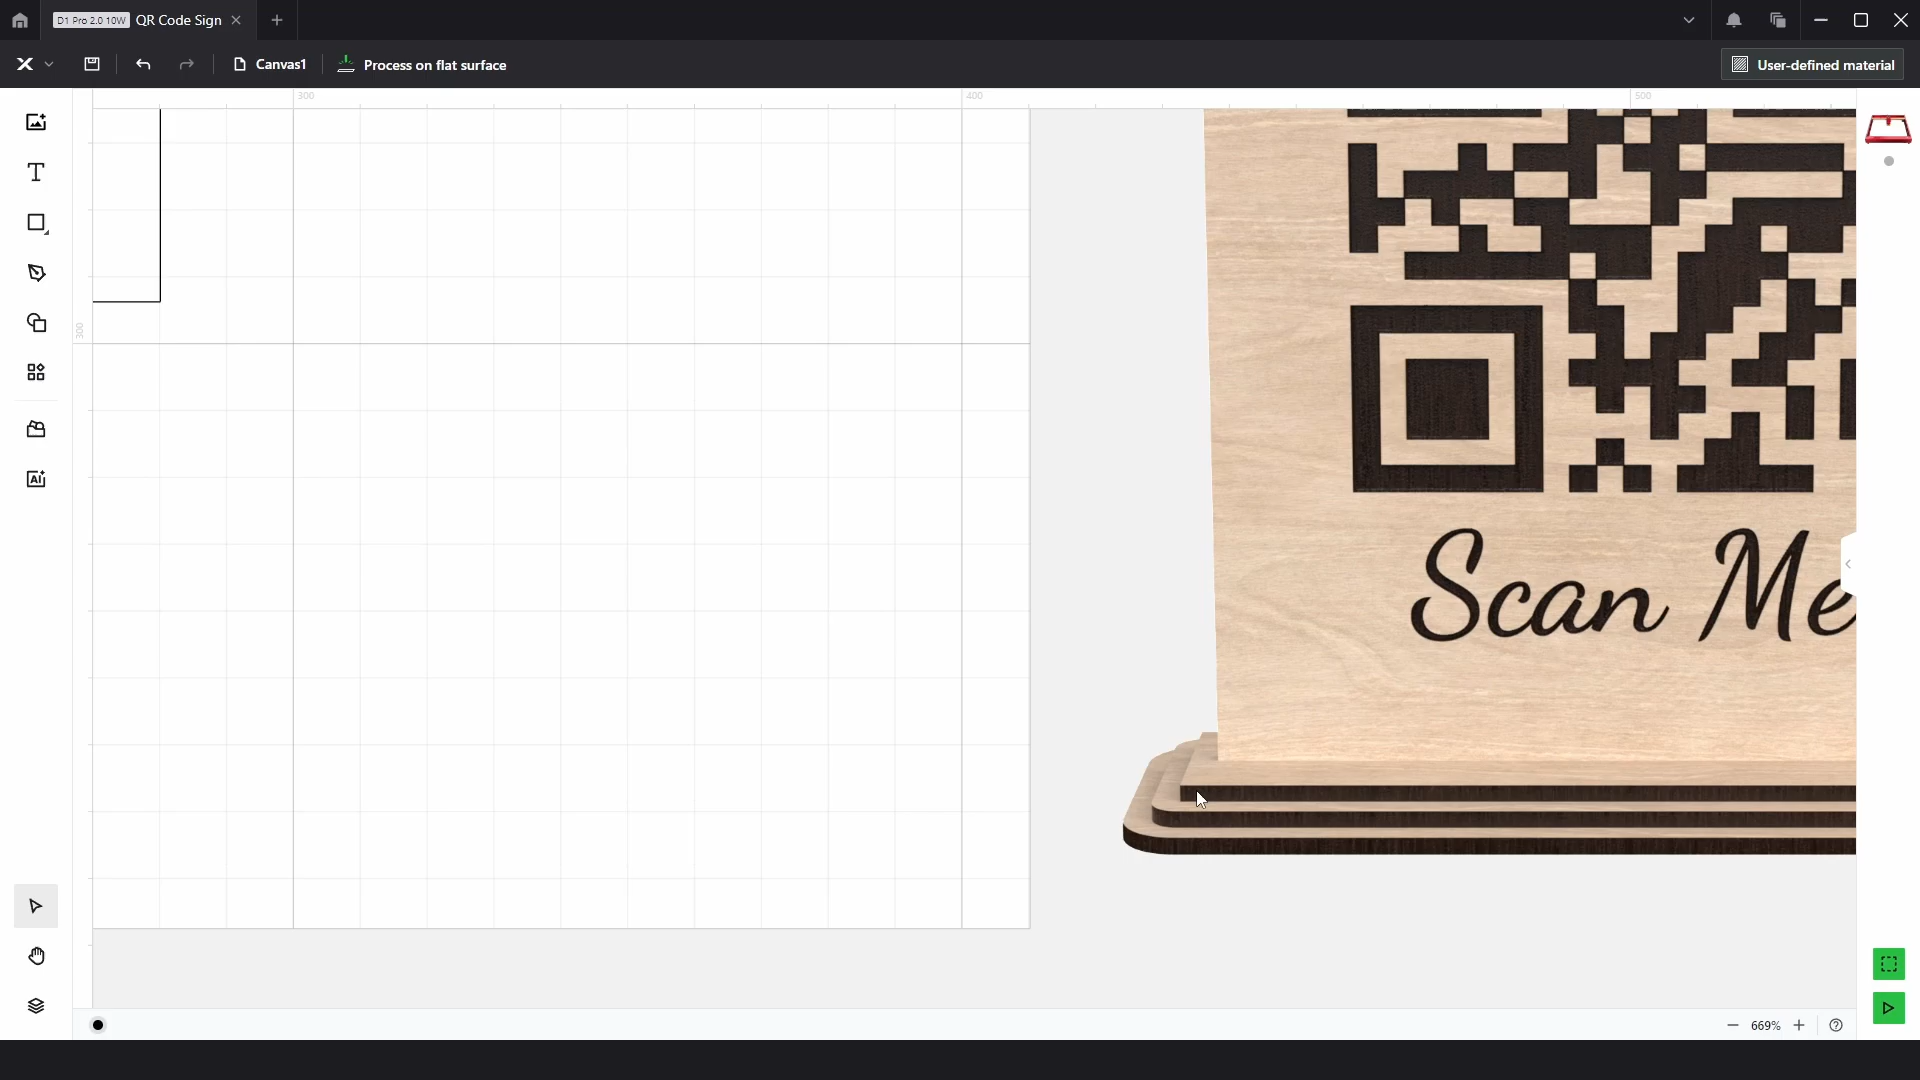 D1 Pro 2.0 10W QR Code Sign
Canvas1 Process on flat surface User-defined material
300 400 500
300
AI
Scan Me
669%